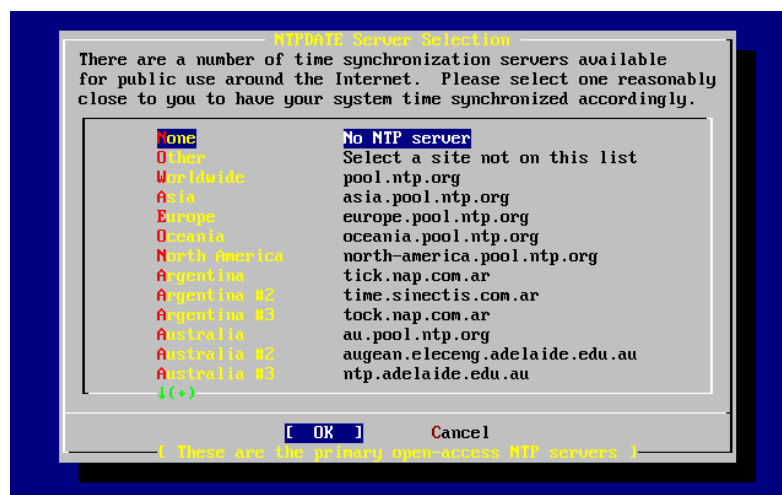 NTPDATE Server Selection
There are a number of time synchronization servers available
for public use around the Internet.  Please select one reasonably
close to you to have your system time synchronized accordingly.
None No NTP server
Other Select a site not on this list
Worldwide pool.ntp.org
Asia asia.pool.ntp.org
Europe europe.pool.ntp.org
Oceania oceania.pool.ntp.org
North America north-america.pool.ntp.org
Argentina tick.nap.com.ar
Argentina #2 time.sinectis.com.ar
Argentina #3 tock.nap.com.ar
Australia au.pool.ntp.org
Australia #2 augean.eleceng.adelaide.edu.au
Australia #3 ntp.adelaide.edu.au
↓(+)
[ OK ] Cancel
[ These are the primary open-access NTP servers ]